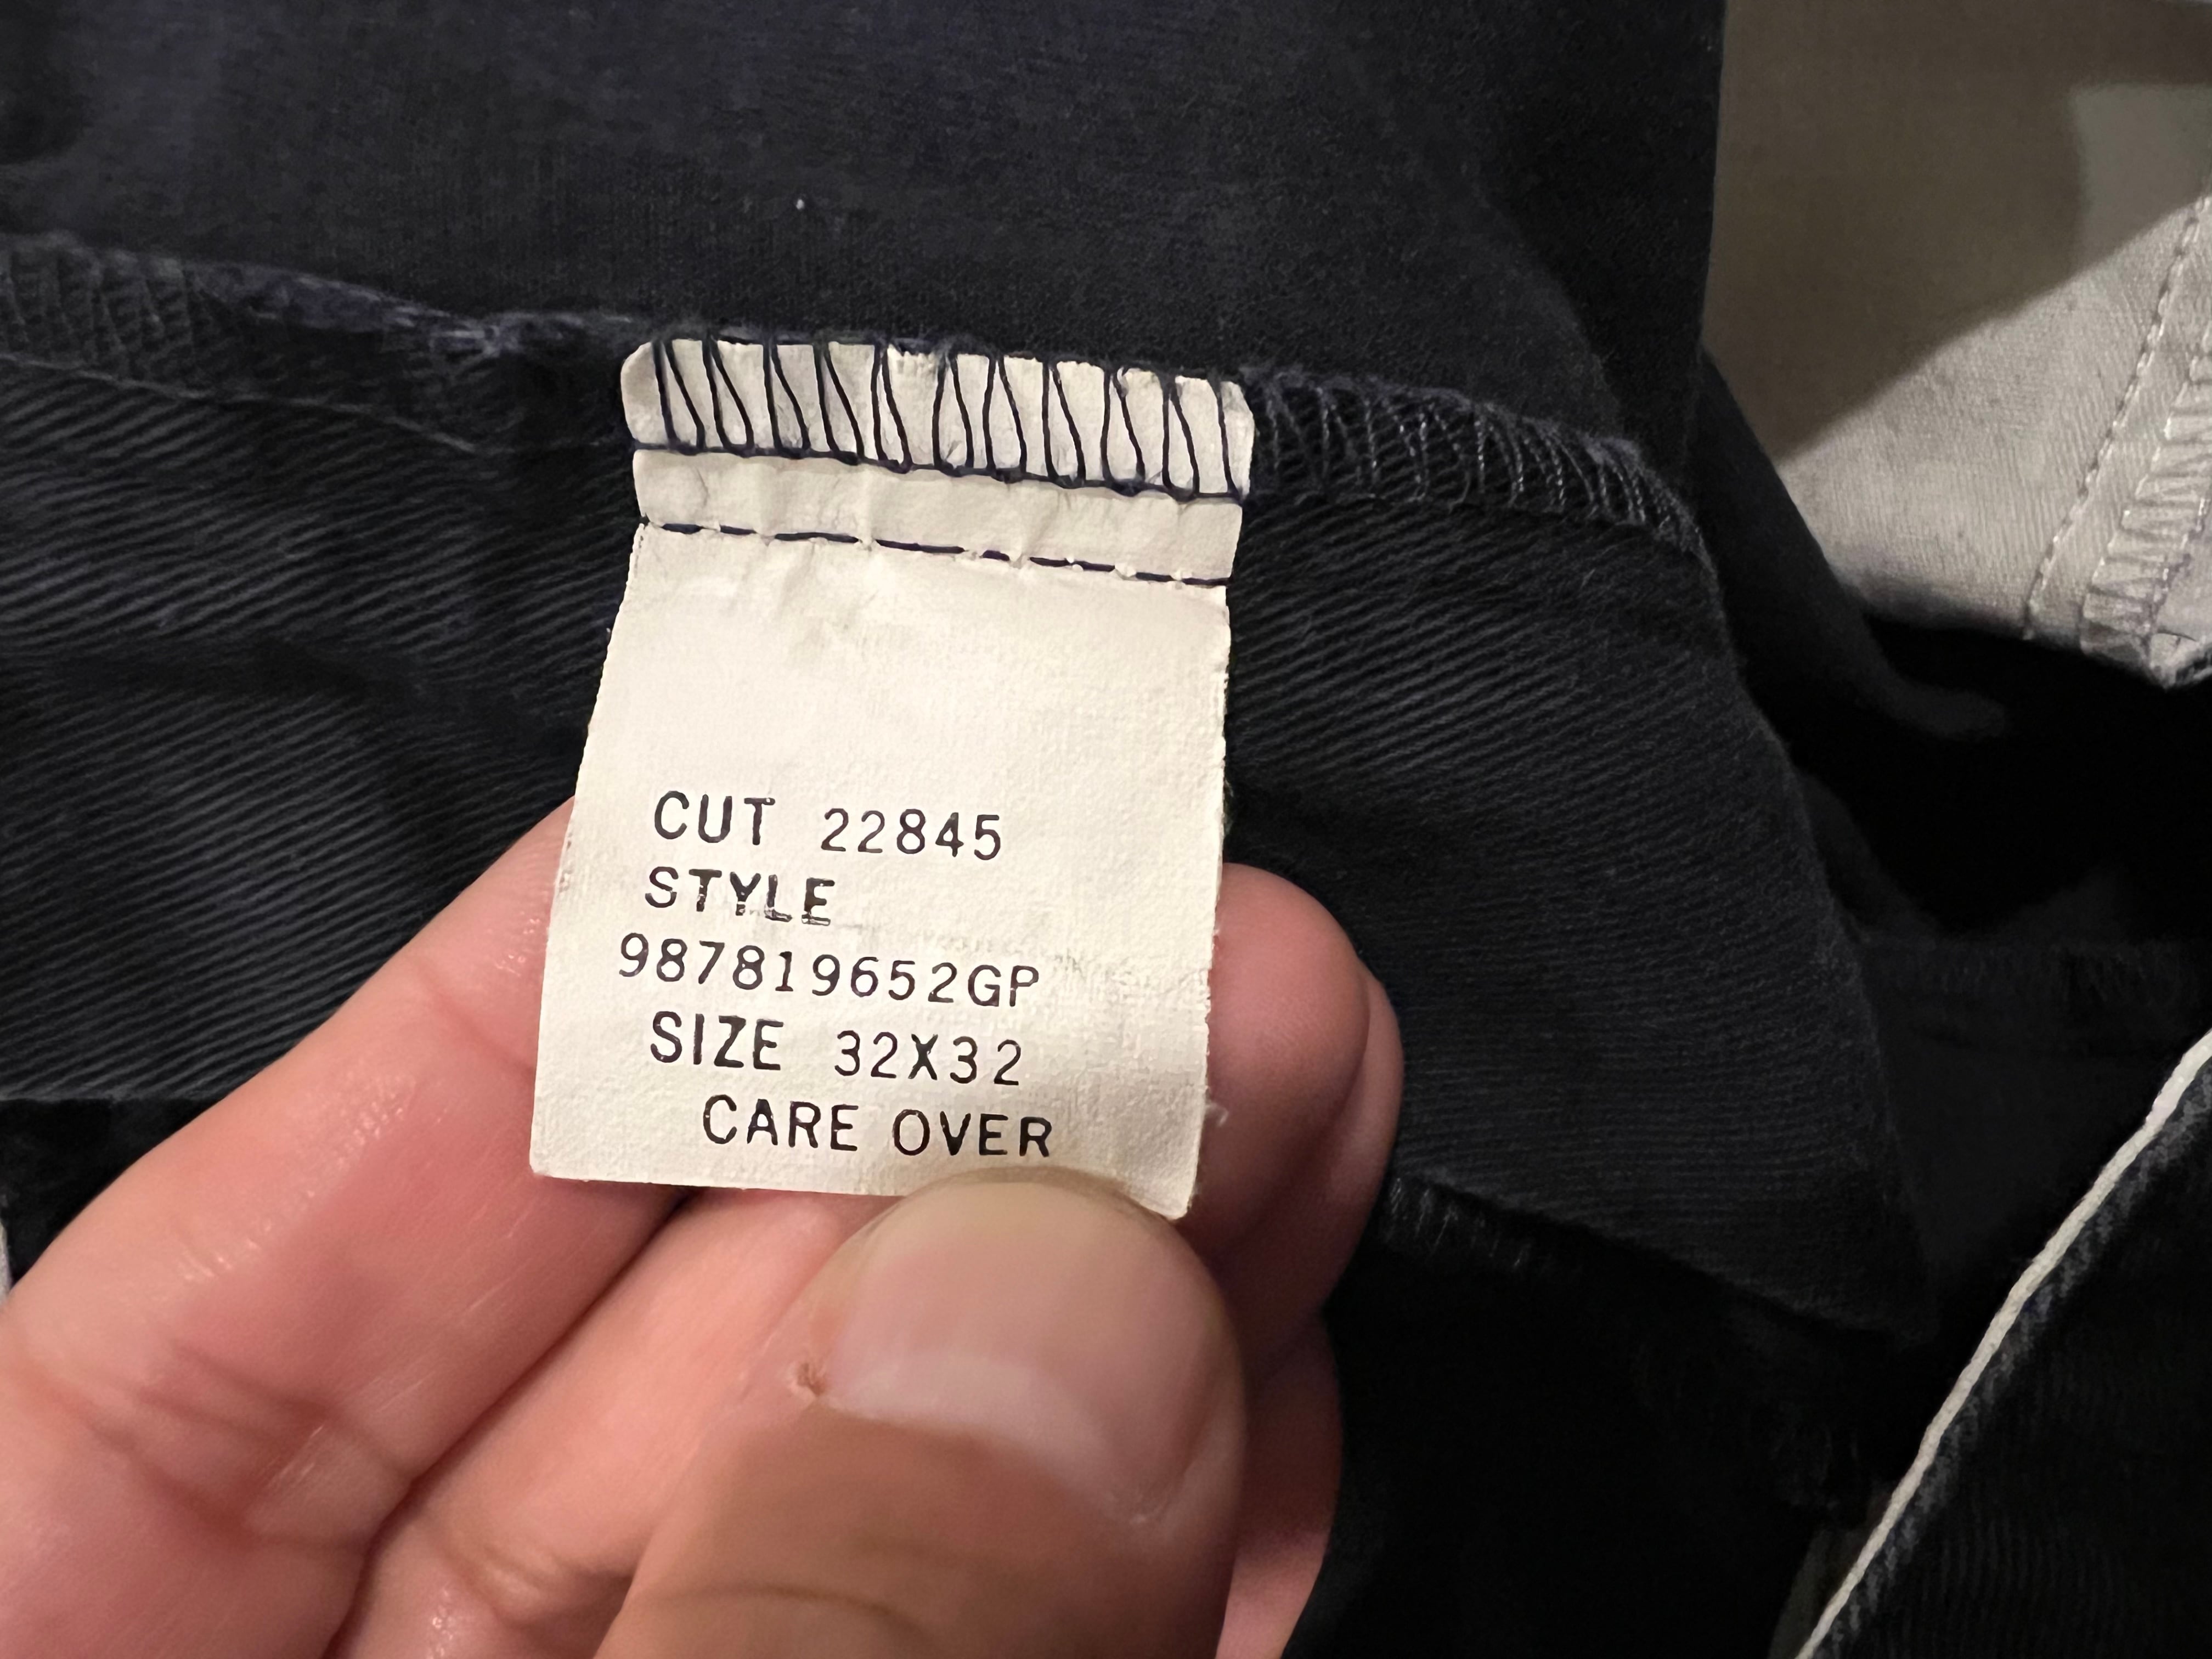 CUT 22845
STYLE
987819652GP
SIZE 32X32
CARE OVER